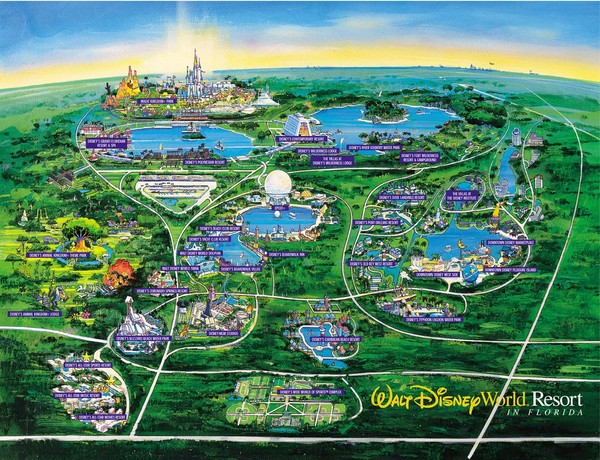 MAGIC KINGDOM® PARK
DISNEY'S GRAND FLORIDIAN
RESORT & SPA
DISNEY'S CONTEMPORARY RESORT
DISNEY'S RIVER COUNTRY WATER PARK
DISNEY'S WILDERNESS LODGE
THE VILLAS AT
DISNEY'S WILDERNESS LODGE
DISNEY'S FORT WILDERNESS
RESORT & CAMPGROUND
DISNEY'S POLYNESIAN RESORT
THE VILLAS AT
THE DISNEY INSTITUTE
DISNEY'S DIXIE LANDINGS RESORT
DISNEY'S PORT ORLEANS RESORT
DISNEY'S BEACH CLUB RESORT
DISNEY'S YACHT CLUB RESORT
WALT DISNEY WORLD DOLPHIN
WALT DISNEY WORLD SWAN
DISNEY'S BOARDWALK INN
DISNEY'S BOARDWALK VILLAS
DISNEY'S OLD KEY WEST RESORT
DOWNTOWN DISNEY MARKETPLACE
DOWNTOWN DISNEY WEST SIDE
DOWNTOWN DISNEY PLEASURE ISLAND
DISNEY'S ANIMAL KINGDOM® THEME PARK
DISNEY'S CORONADO SPRINGS RESORT
DISNEY'S ANIMAL KINGDOM LODGE
DISNEY'S BLIZZARD BEACH WATER PARK
DISNEY-MGM STUDIOS
DISNEY'S CARIBBEAN BEACH RESORT
DISNEY'S TYPHOON LAGOON WATER PARK
DISNEY'S ALL-STAR SPORTS RESORT
DISNEY'S ALL-STAR MUSIC RESORT
DISNEY'S ALL-STAR MOVIES RESORT
DISNEY'S WIDE WORLD OF SPORTS™ COMPLEX
WALT DISNEY World Resort
IN FLORIDA